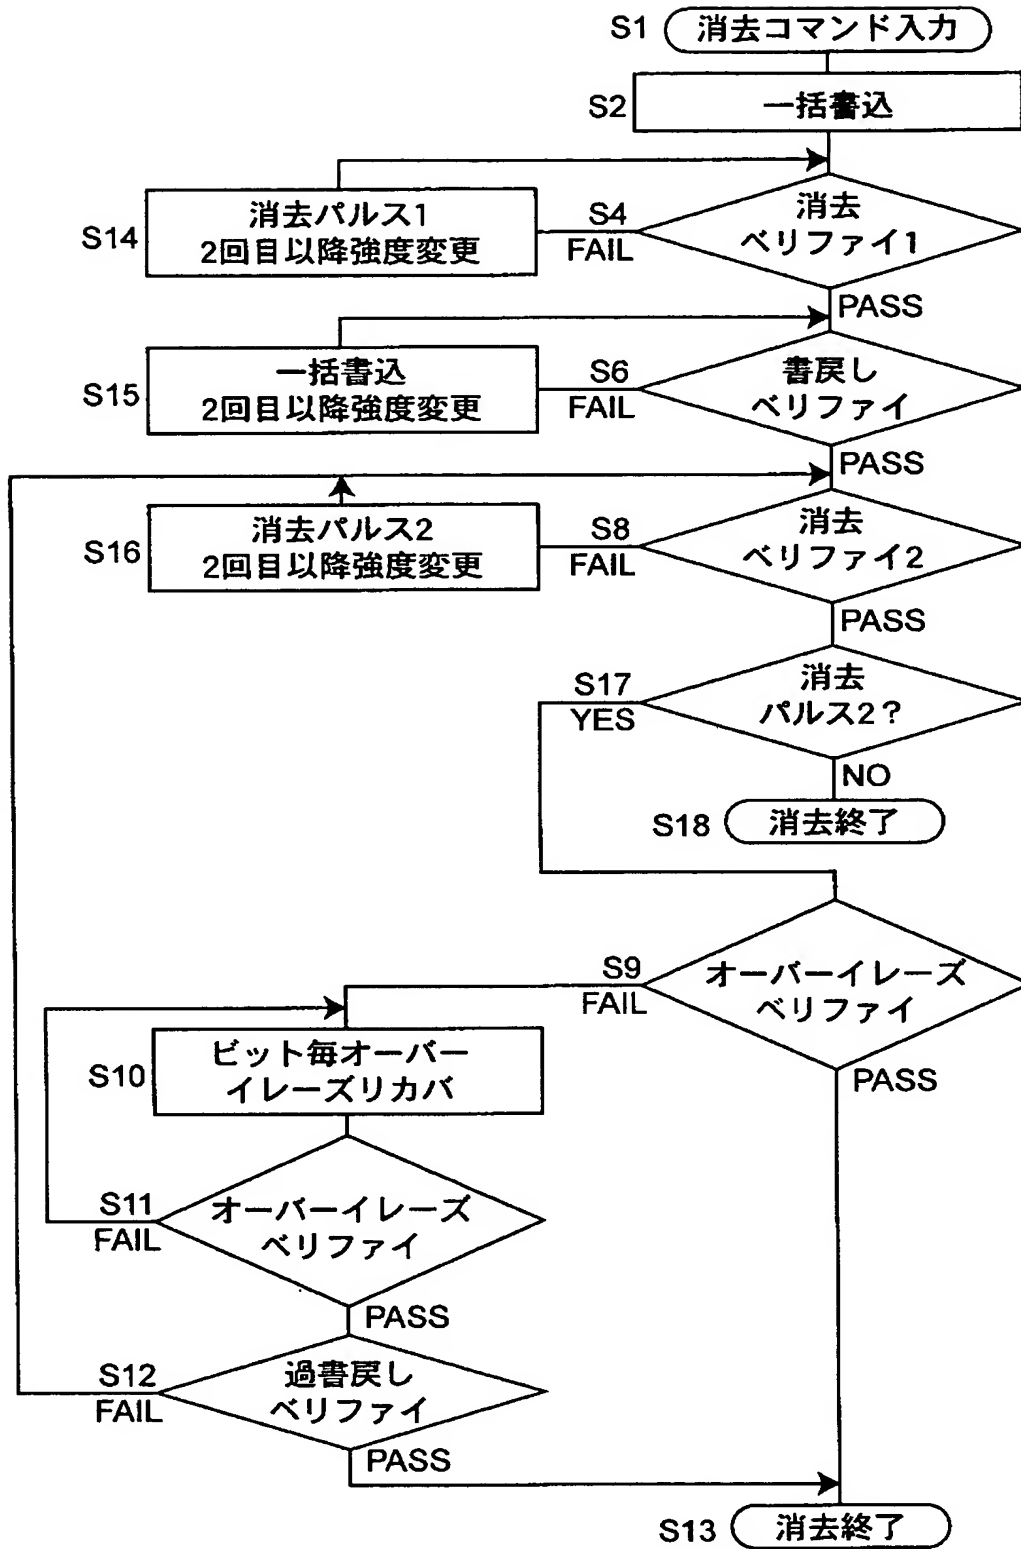 S1 消去コマンド入力
S2 一括書込
S14 消去パルス1
2回目以降強度変更
S4
FAIL
消去
ベリファイ1
PASS
S15 一括書込
2回目以降強度変更
S6
FAIL
書戻し
ベリファイ
PASS
S16 消去パルス2
2回目以降強度変更
S8
FAIL
消去
ベリファイ2
PASS
S17
YES
消去
パルス2?
NO
S18 消去終了
S9
FAIL
オーバーイレーズ
ベリファイ
PASS
S10 ビット毎オーバー
イレーズリカバ
S11
FAIL
オーバーイレーズ
ベリファイ
PASS
S12
FAIL
過書戻し
ベリファイ
PASS
S13 消去終了